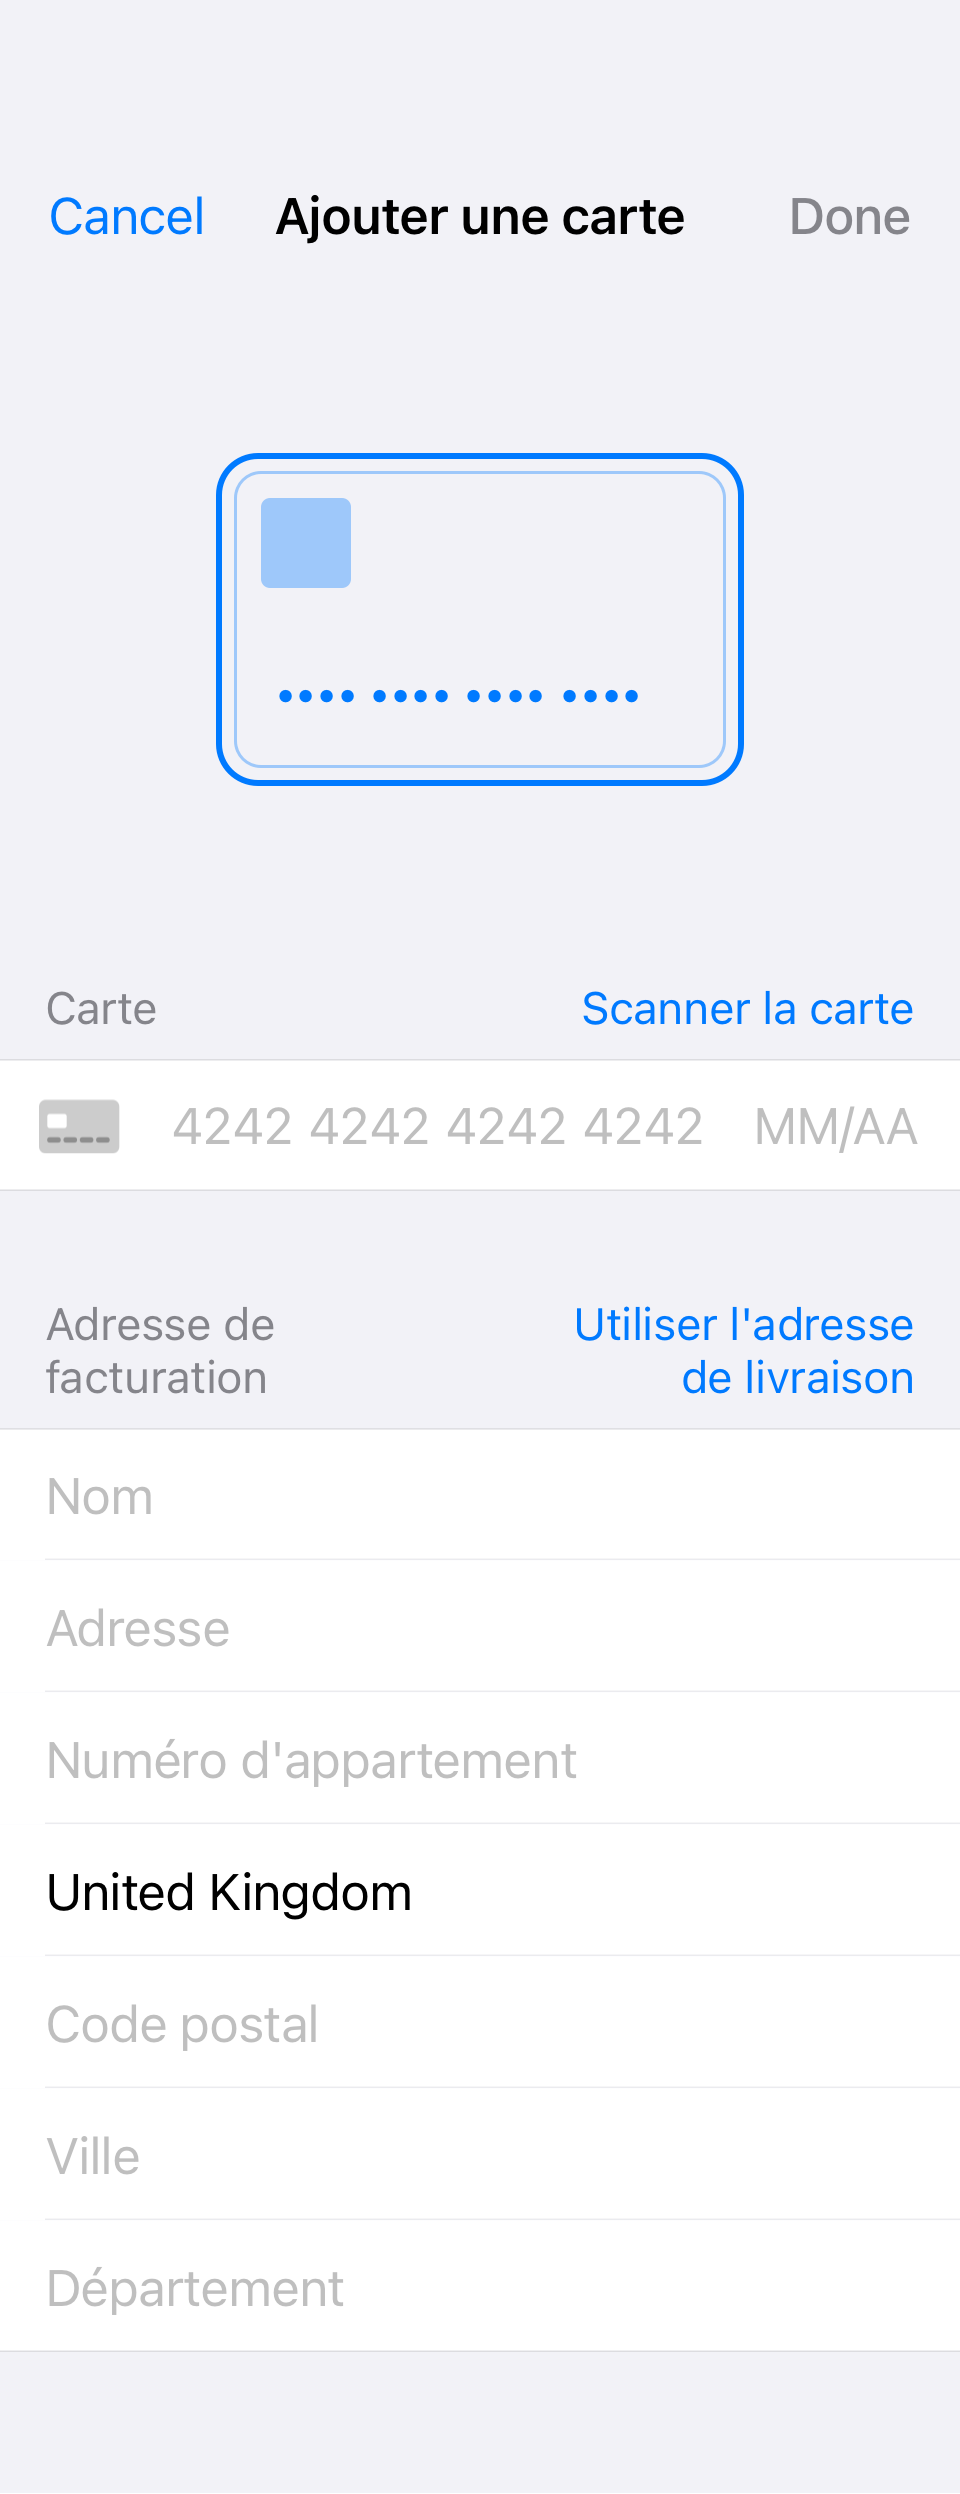 Cancel Ajouter une carte Done
Carte Scanner la carte
4242 4242 4242 4242 MM/AA
Adresse de facturation
Utiliser l'adresse de livraison
Nom
Adresse
Numéro d'appartement
United Kingdom
Code postal
Ville
Département